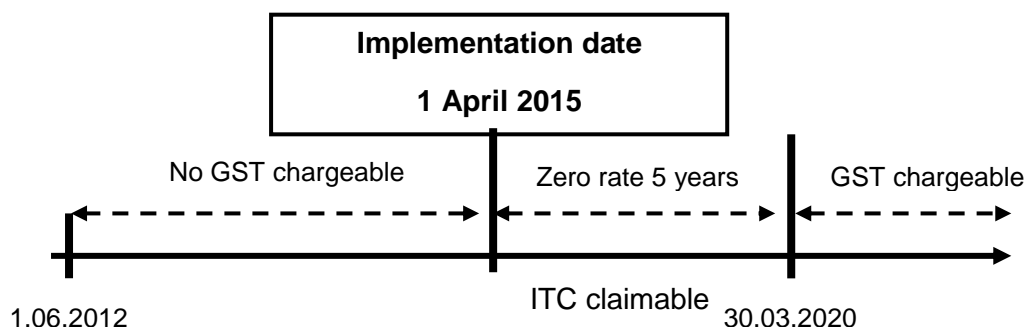 Implementation date
1 April 2015
No GST chargeable
Zero rate 5 years
GST chargeable
ITC claimable
1.06.2012
30.03.2020